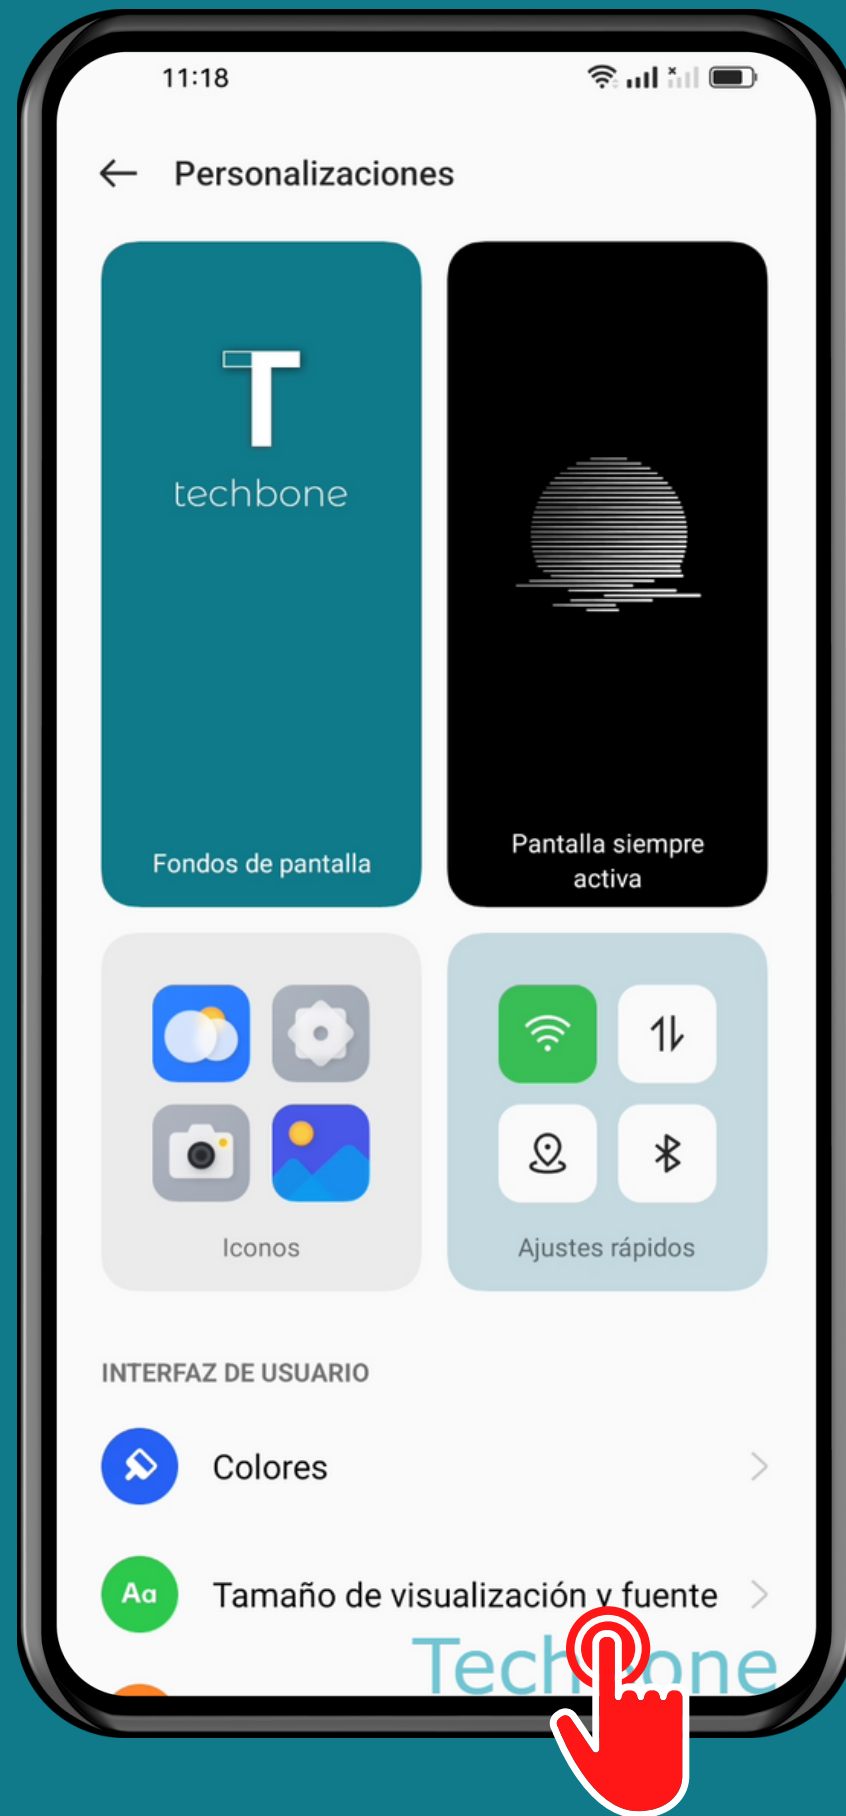 11:18
Personalizaciones
T
techbone
Fondos de pantalla
Pantalla siempre
activa
Iconos
Ajustes rápidos
INTERFAZ DE USUARIO
Colores
Aa
Tamaño de visualización y fuente
Techbone